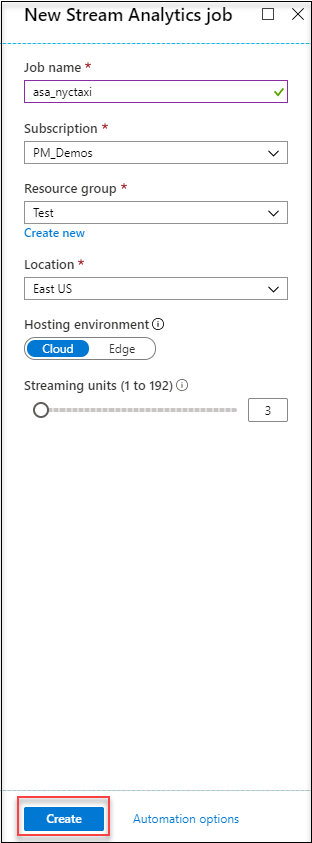 New Stream Analytics job
Job name *
asa_nyctaxi
Subscription *
PM_Demos
Resource group *
Test
Create new
Location *
East US
Hosting environment
Cloud Edge
Streaming units (1 to 192)
3
Create Automation options